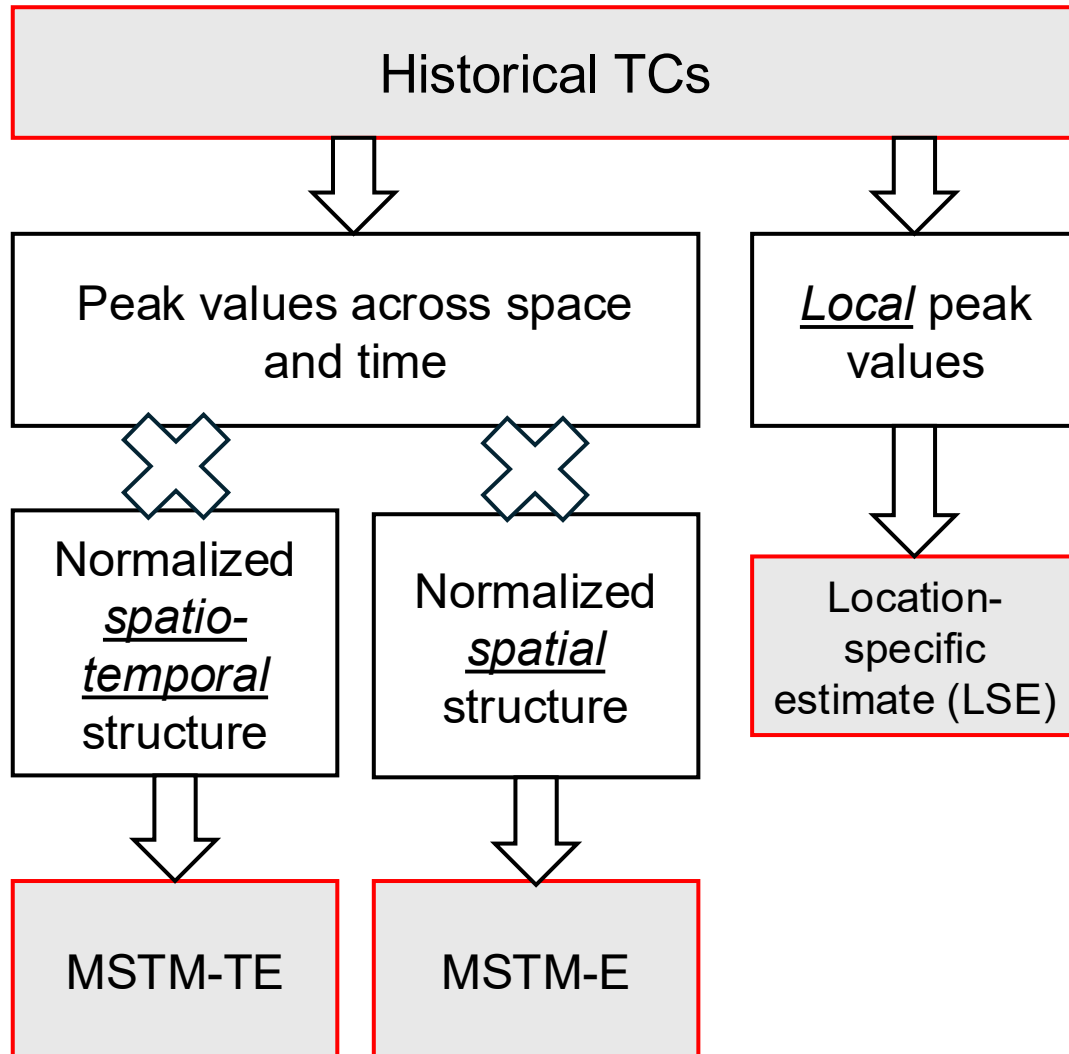 Historical TCs
Peak values across space
and time
Local peak
values
Normalized
spatio-
temporal
structure
Normalized
spatial
structure
Location-
specific
estimate (LSE)
MSTM-TE
MSTM-E